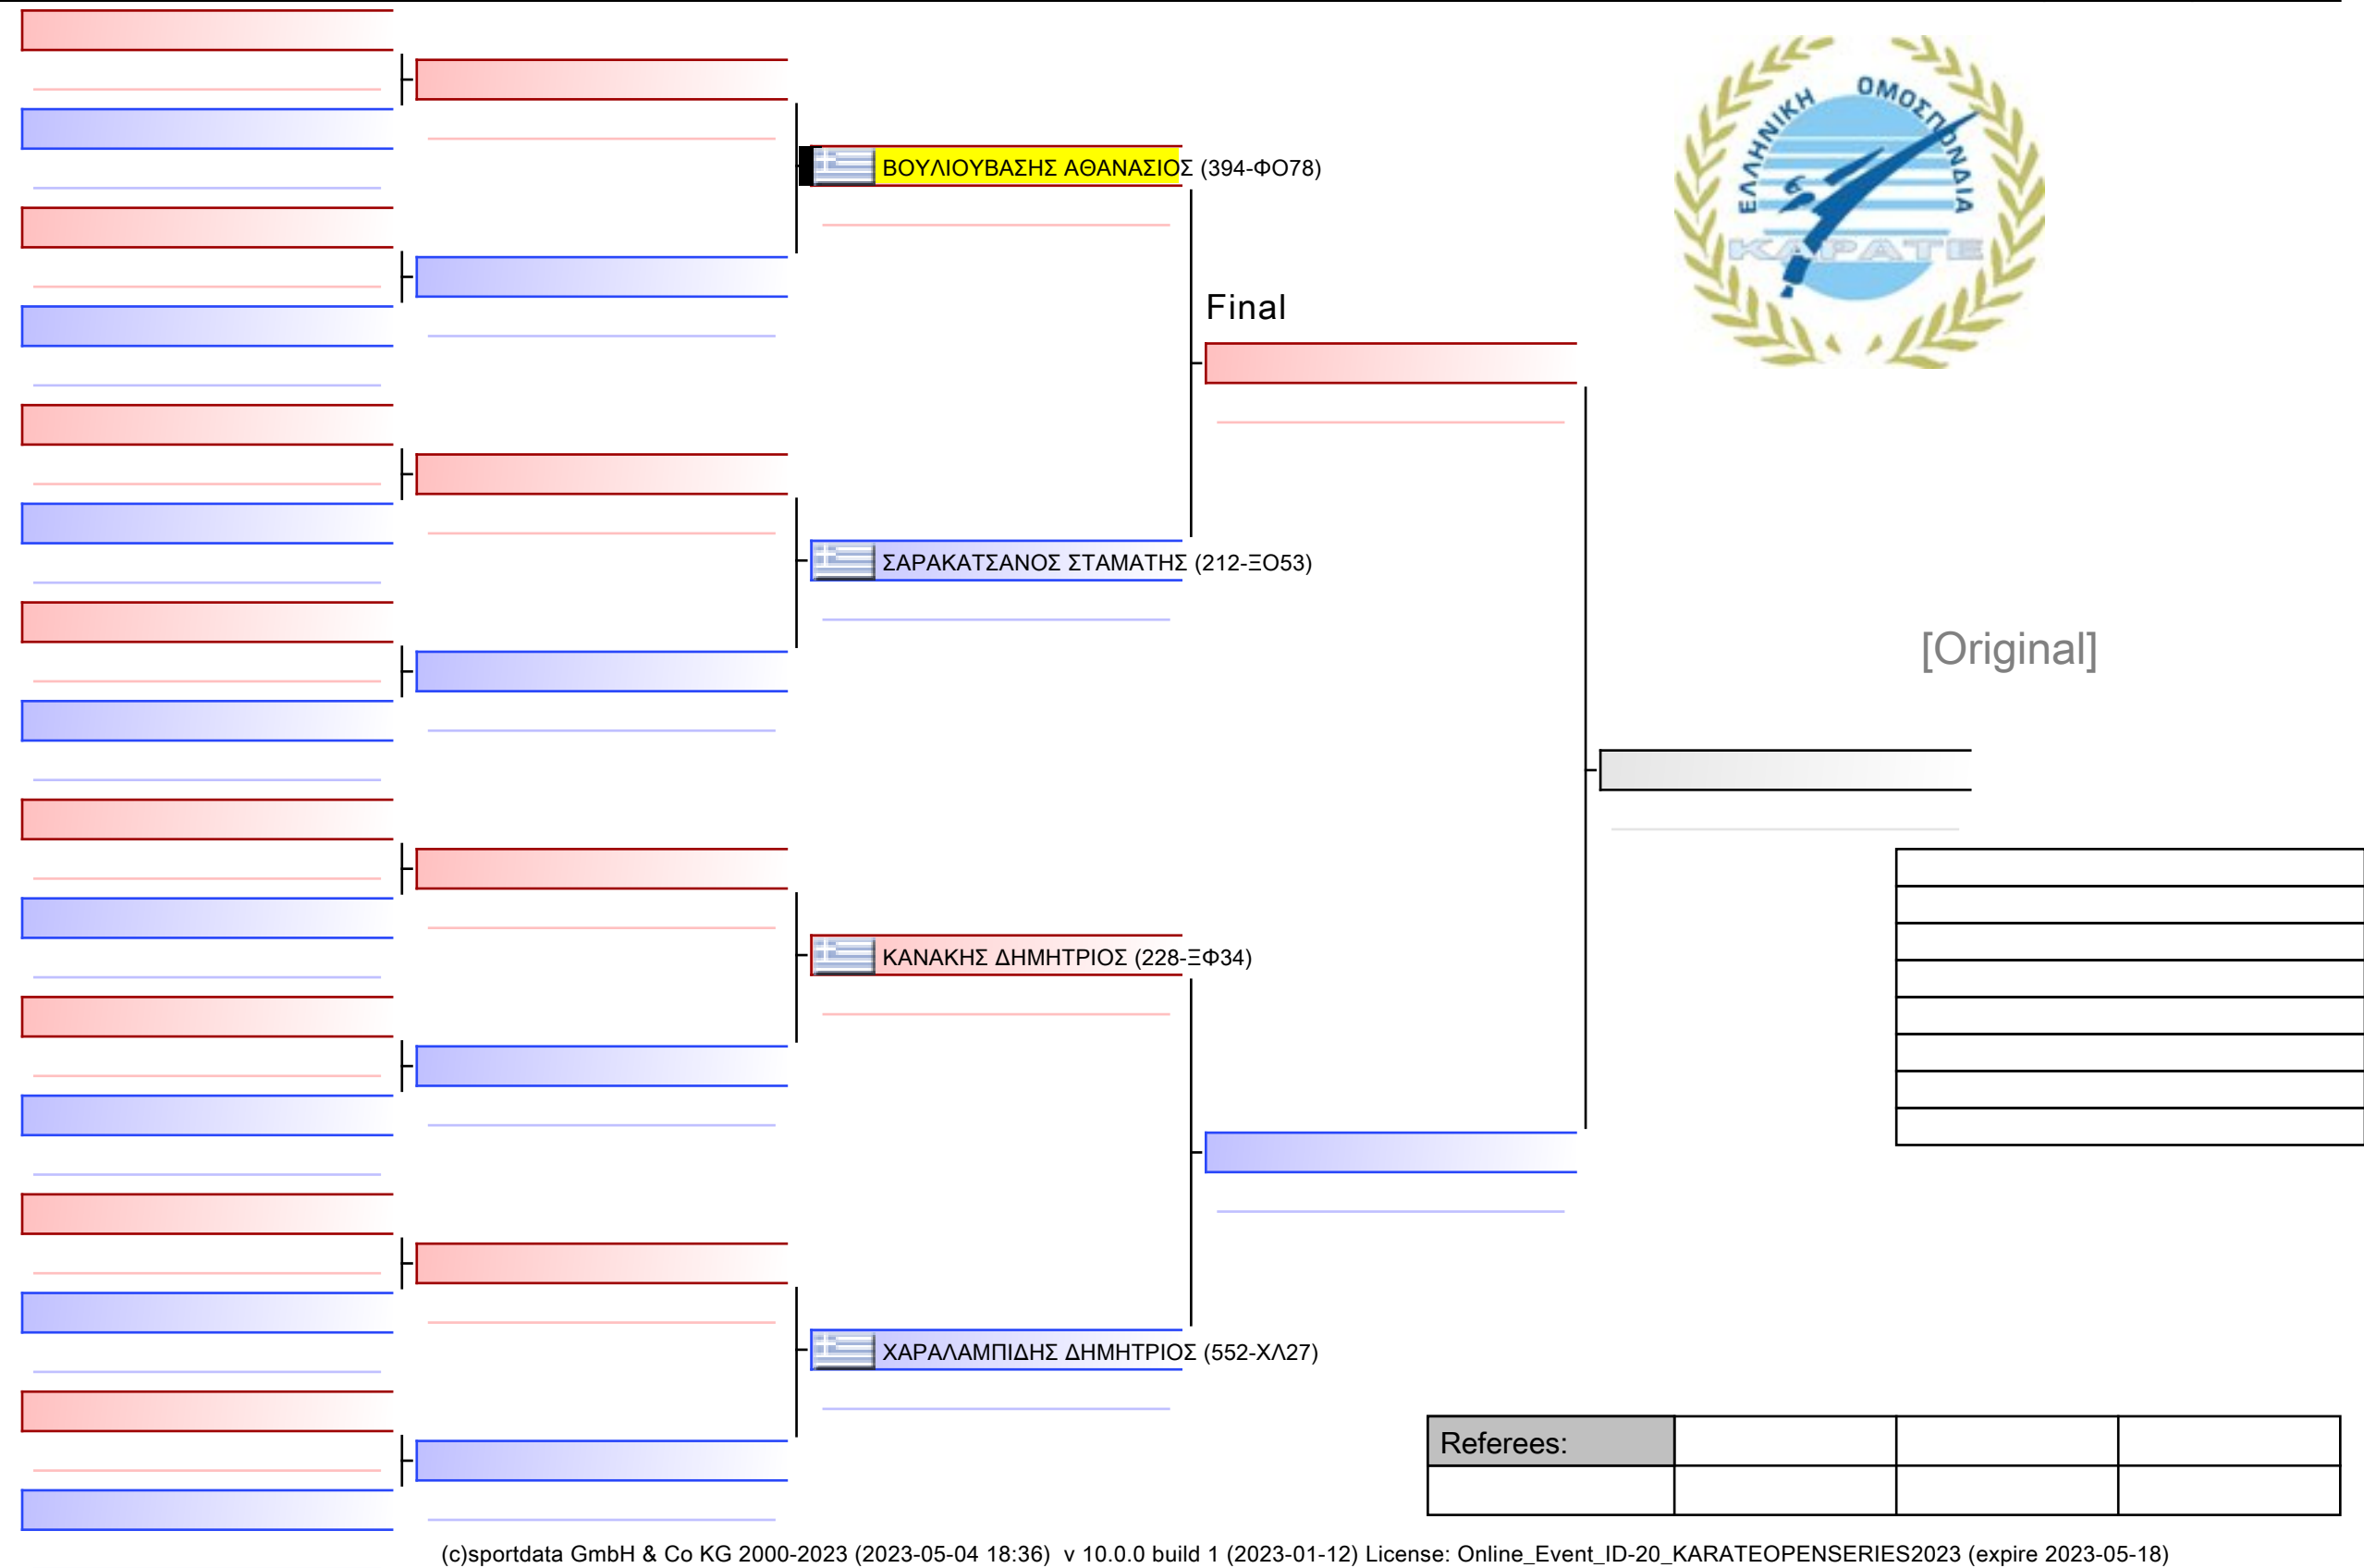 ΕΛΛΗΝΙΚΗ ΟΜΟΣΠΟΝΔΙΑ
ΚΑΡΑΤΕ
ΒΟΥΛΙΟΥΒΑΣΗΣ ΑΘΑΝΑΣΙΟΣ (394-ΦΟ78)
Final
ΣΑΡΑΚΑΤΣΑΝΟΣ ΣΤΑΜΑΤΗΣ (212-ΞΟ53)
[Original]
ΚΑΝΑΚΗΣ ΔΗΜΗΤΡΙΟΣ (228-ΞΦ34)
ΧΑΡΑΛΑΜΠΙΔΗΣ ΔΗΜΗΤΡΙΟΣ (552-ΧΛ27)
Referees:
(c)sportdata GmbH & Co KG 2000-2023 (2023-05-04 18:36) v 10.0.0 build 1 (2023-01-12) License: Online_Event_ID-20_KARATEOPENSERIES2023 (expire 2023-05-18)